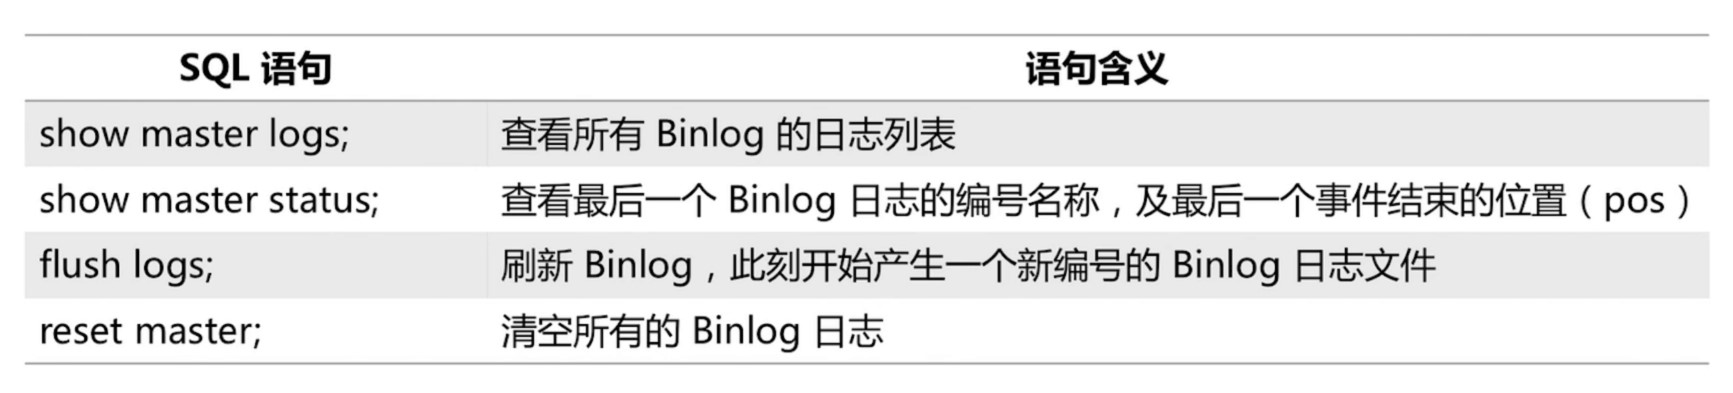 SQL 语句 语句含义
show master logs; 查看所有 Binlog 的日志列表
show master status; 查看最后一个 Binlog 日志的编号名称，及最后一个事件结束的位置（pos）
flush logs; 刷新 Binlog，此刻开始产生一个新编号的 Binlog 日志文件
reset master; 清空所有的 Binlog 日志